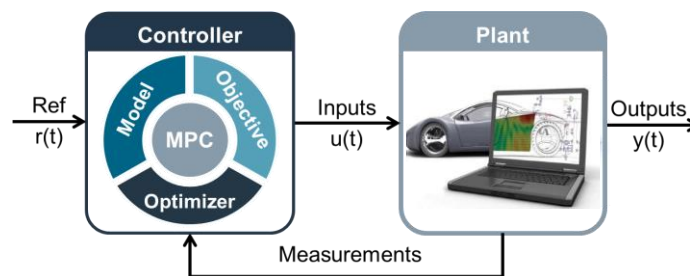 Controller
Plant
Ref
r(t)
Model
Objective
MPC
Optimizer
Inputs
u(t)
Outputs
y(t)
Measurements